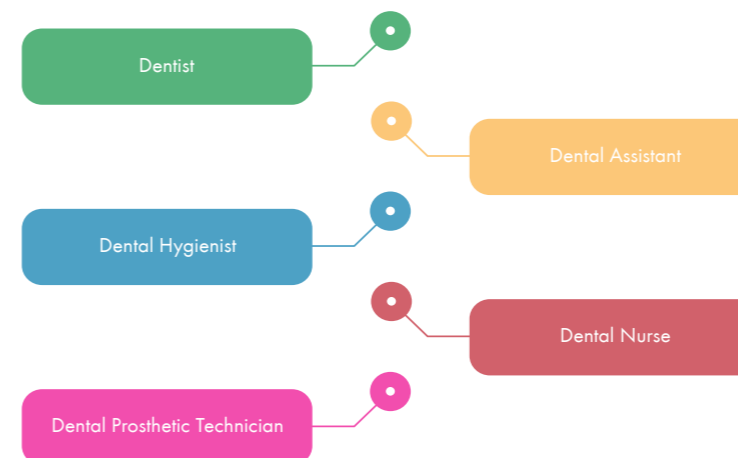 Dentist
Dental Assistant
Dental Hygienist
Dental Nurse
Dental Prosthetic Technician